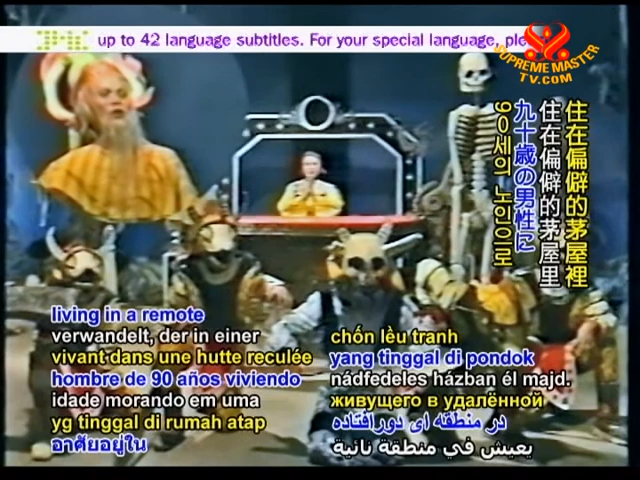 up to 42 language subtitles. For your special language, ple
SUPREME MASTER
TV.COM
住在偏僻的茅屋裡
住在偏僻的茅屋里
九十歳の男性に
90세의 노인으로
living in a remote
verwandelt, der in einer
vivant dans une hutte reculée
hombre de 90 años viviendo
idade morando em uma
yg tinggal di rumah atap
อาศัยอยู่ใน
chốn lều tranh
yang tinggal di pondok
nádfedeles házban él majd.
живущего в удалённой
در منطقه ای دورافتاده
يعيش في منطقة نائية